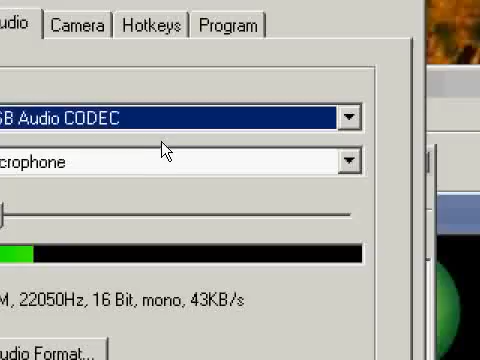 udio Camera Hotkeys Program
SB Audio CODEC
crophone
M, 22050Hz, 16 Bit, mono, 43KB/s
udio Format...